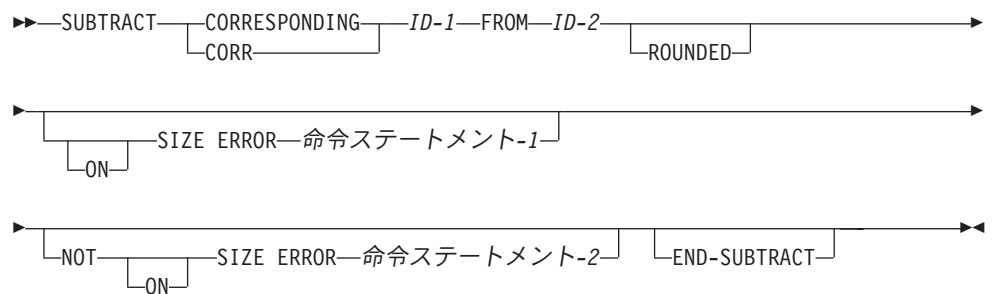 SUBTRACT CORRESPONDING ID-1 FROM ID-2
CORR ROUNDED
SIZE ERROR 命令ステートメント-1
ON
NOT SIZE ERROR 命令ステートメント-2 END-SUBTRACT
ON